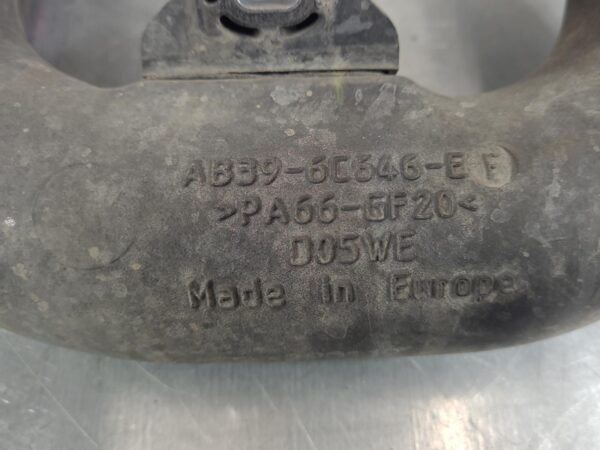 AB39-6C646-E F
>PA66-GF20<
D05WE
Made in Europe